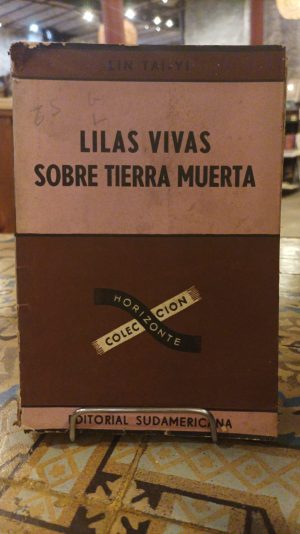 LIN TAI-YI
LILAS VIVAS
SOBRE TIERRA MUERTA
HORIZONTE
COLECCION
EDITORIAL SUDAMERICANA